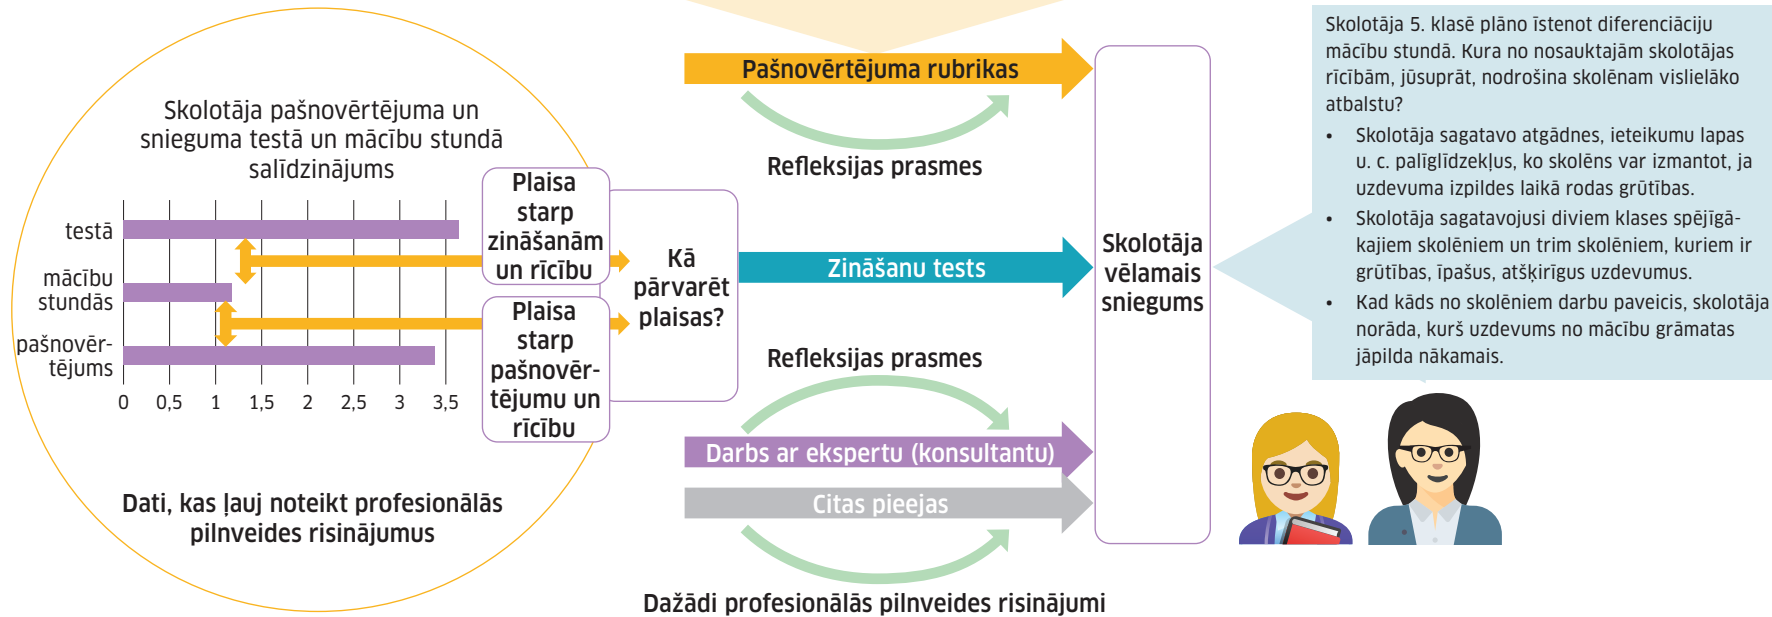 Skolotāja pašnovērtējuma un
snieguma testā un mācību stundā
salīdzinājums
testā
mācību
stundās
pašnovēr-
tējums
0 0,5 1 1,5 2 2,5 3 3,5
Plaisa
starp
zināšanām
un rīcību
Plaisa
starp
pašnovēr-
tējumu un
rīcību
Dati, kas ļauj noteikt profesionālās
pilnveides risinājumus
Kā
pārvarēt
plaisas?
Pašnovērtējuma rubrikas
Refleksijas prasmes
Zināšanu tests
Refleksijas prasmes
Darbs ar ekspertu (konsultantu)
Citas pieejas
Dažādi profesionālās pilnveides risinājumi
Skolotāja
vēlamais
sniegums
Skolotāja 5. klasē plāno īstenot diferenciāciju
mācību stundā. Kura no nosauktajām skolotājas
rīcībām, jūsuprāt, nodrošina skolēnam vislielāko
atbalstu?
• Skolotāja sagatavo atgādnes, ieteikumu lapas
u. c. palīglīdzekļus, ko skolēns var izmantot, ja
uzdevuma izpildes laikā rodas grūtības.
• Skolotāja sagatavojusi diviem klases spējīgā-
kajiem skolēniem un trim skolēniem, kuriem ir
grūtības, īpašus, atšķirīgus uzdevumus.
• Kad kāds no skolēniem darbu paveicis, skolotāja
norāda, kurš uzdevums no mācību grāmatas
jāpilda nākamais.